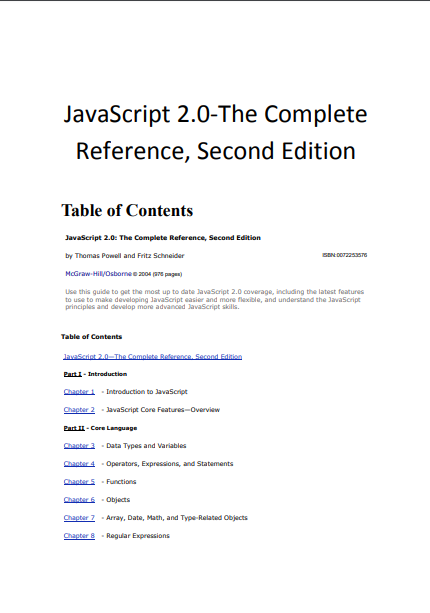 JavaScript 2.0-The Complete
Reference, Second Edition
Table of Contents
JavaScript 2.0: The Complete Reference, Second Edition
by Thomas Powell and Fritz Schneider ISBN:0072253576
McGraw-Hill/Osborne © 2004 (976 pages)
Use this guide to get the most up to date JavaScript 2.0 coverage, including the latest features
to use to make developing JavaScript easier and more flexible, and understand the JavaScript
principles and develop more advanced JavaScript skills.
Table of Contents
JavaScript 2.0—The Complete Reference, Second Edition
Part I - Introduction
Chapter 1 - Introduction to JavaScript
Chapter 2 - JavaScript Core Features—Overview
Part II - Core Language
Chapter 3 - Data Types and Variables
Chapter 4 - Operators, Expressions, and Statements
Chapter 5 - Functions
Chapter 6 - Objects
Chapter 7 - Array, Date, Math, and Type-Related Objects
Chapter 8 - Regular Expressions